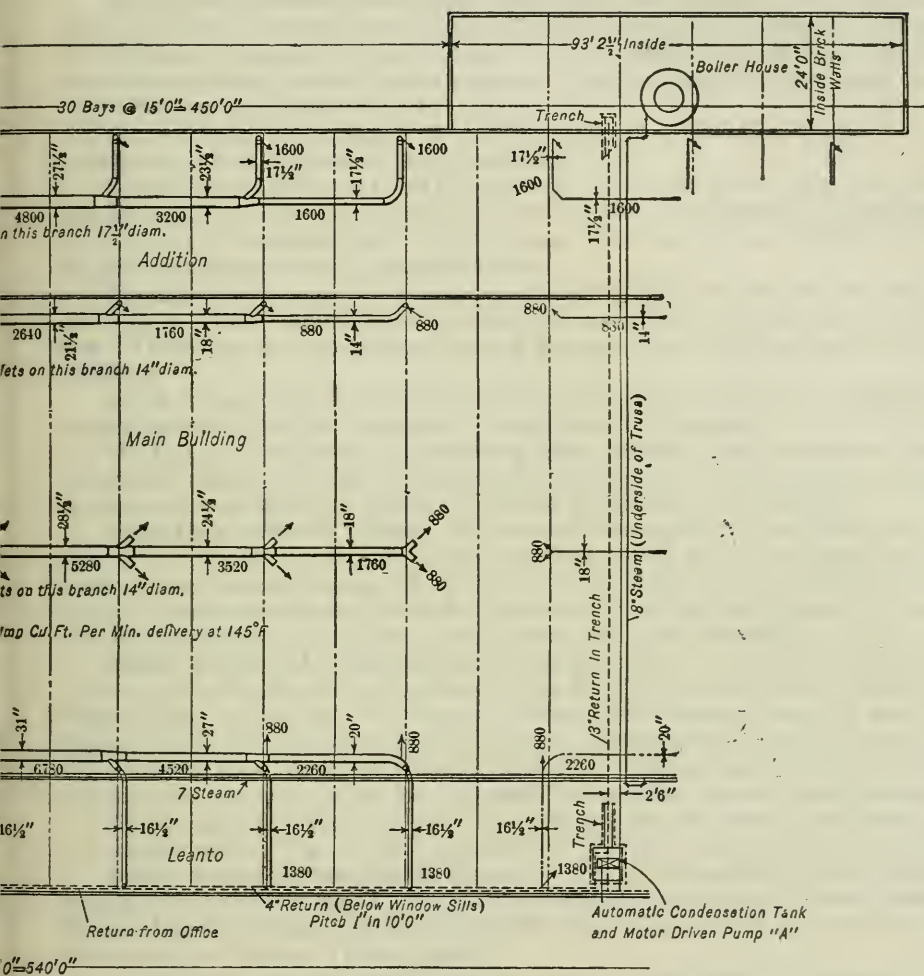 93' 2½" Inside
Boiler House
24'0"
Inside Brick
Walls
30 Bays @ 15'0" = 450'0"
Trench
27½"
23½"
1600
17½"
17½"
1600
17½"
1600
4800
3200
1600
1600
17½"
n this branch 17½" diam.
Addition
2640
1760
880
880
880
880
21½"
18"
14"
14"
lets on this branch 14" diam.
Main Building
8" Steam (Underside of Truss)
28½"
24½"
18"
880
5280
3520
1760
880
880
18"
ts on this branch 14" diam.
Cu. Ft. Per Min. delivery at 145°F
3" Return In Trench
31"
27"
880
20"
880
880
20"
6780
4520
2260
2260
7 Steam
2'6"
16½"
16½"
16½"
16½"
16½"
Trench
Leanto
1380
1380
1380
4" Return (Below Window Sills)
Pitch 1" In 10'0"
Return from Office
Automatic Condensation Tank
and Motor Driven Pump "A"
0"=540'0"